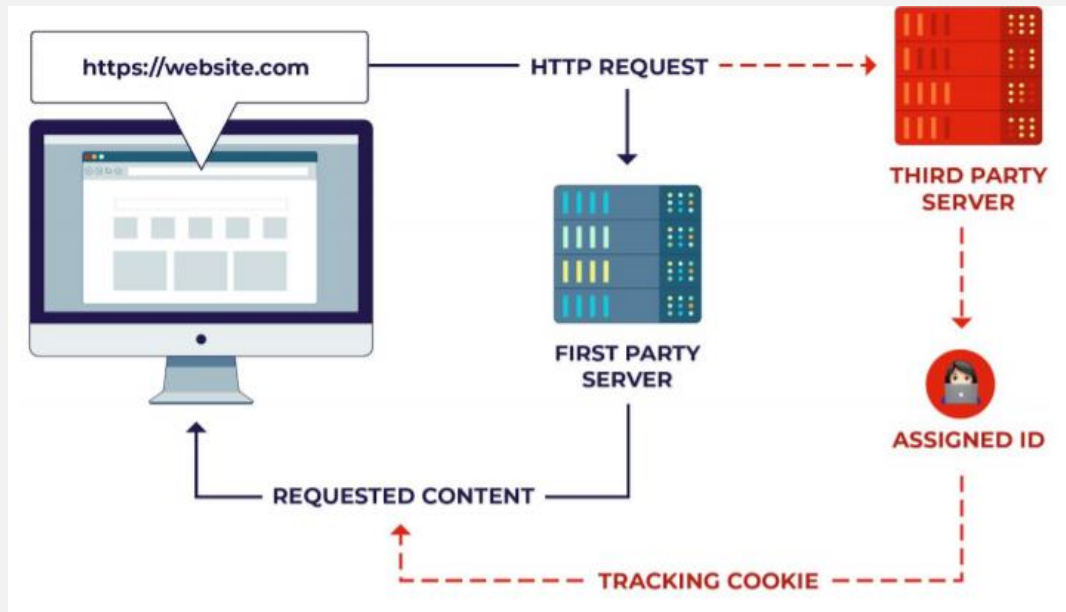 https://website.com
HTTP REQUEST
THIRD PARTY
SERVER
FIRST PARTY
SERVER
ASSIGNED ID
REQUESTED CONTENT
TRACKING COOKIE